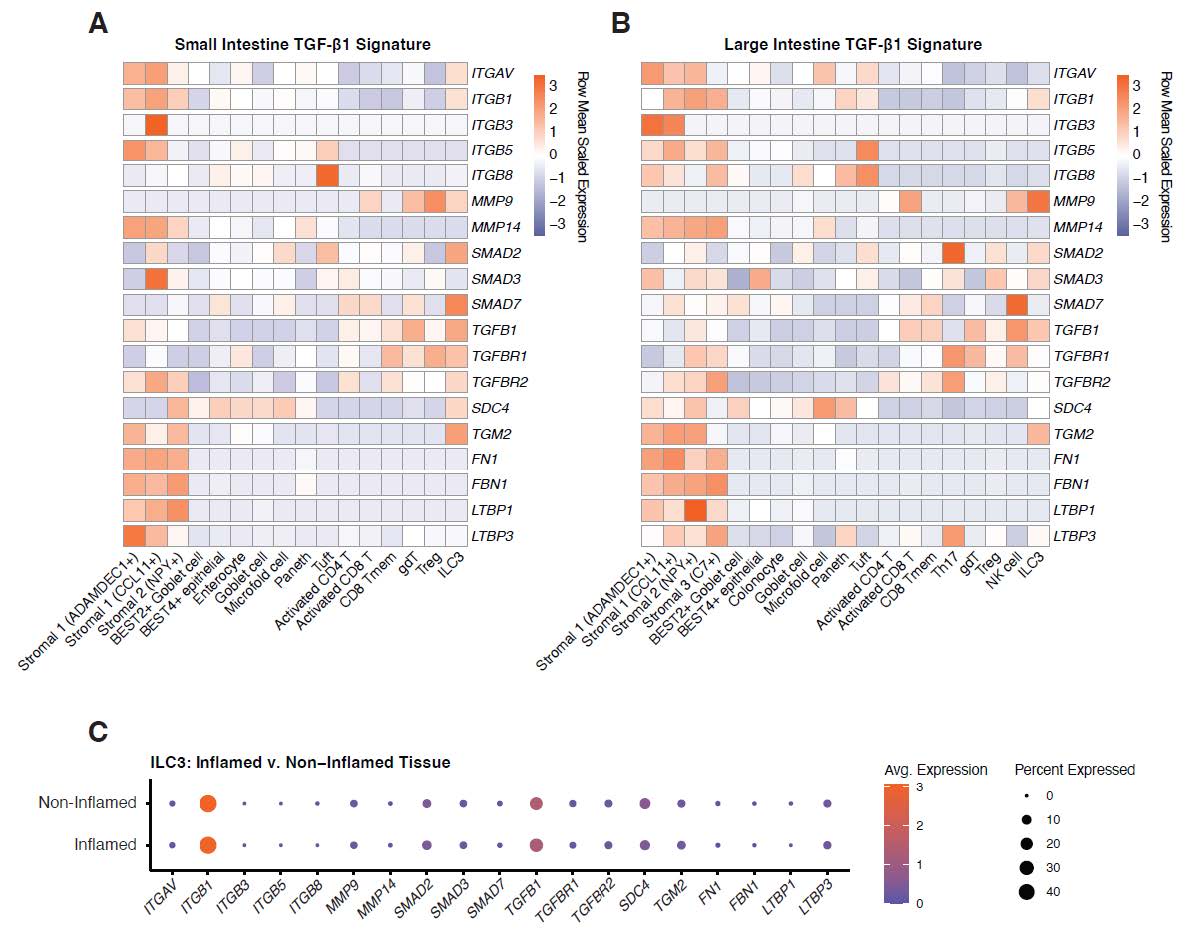 A
Small Intestine TGF-β1 Signature
ITGAV
ITGB1
ITGB3
ITGB5
ITGB8
MMP9
MMP14
SMAD2
SMAD3
SMAD7
TGFB1
TGFBR1
TGFBR2
SDC4
TGM2
FN1
FBN1
LTBP1
LTBP3
Stromal 1 (ADAMDEC1+)
Stromal 1 (CCL11+)
Stromal 2 (NPY+)
BEST2+ Goblet cell
BEST4+ epithelial
Enterocyte
Goblet cell
Microfold cell
Paneth
Tuft
Activated CD4 T
Activated CD8 T
CD8 Tmem
gdT
Treg
ILC3
3
2
1
0
−1
−2
−3
Row Mean Scaled Expression
B
Large Intestine TGF-β1 Signature
ITGAV
ITGB1
ITGB3
ITGB5
ITGB8
MMP9
MMP14
SMAD2
SMAD3
SMAD7
TGFB1
TGFBR1
TGFBR2
SDC4
TGM2
FN1
FBN1
LTBP1
LTBP3
Stromal 1 (ADAMDEC1+)
Stromal 1 (CCL11+)
Stromal 2 (NPY+)
Stromal 3 (C7+)
BEST2+ Goblet cell
BEST4+ epithelial
Colonocyte
Goblet cell
Microfold cell
Paneth
Tuft
Activated CD4 T
Activated CD8 T
CD8 Tmem
Th17
gdT
Treg
NK cell
ILC3
3
2
1
0
−1
−2
−3
Row Mean Scaled Expression
C
ILC3: Inflamed v. Non−Inflamed Tissue
Non-Inflamed
Inflamed
ITGAV
ITGB1
ITGB3
ITGB5
ITGB8
MMP9
MMP14
SMAD2
SMAD3
SMAD7
TGFB1
TGFBR1
TGFBR2
SDC4
TGM2
FN1
FBN1
LTBP1
LTBP3
Avg. Expression
3
2
1
0
Percent Expressed
0
10
20
30
40